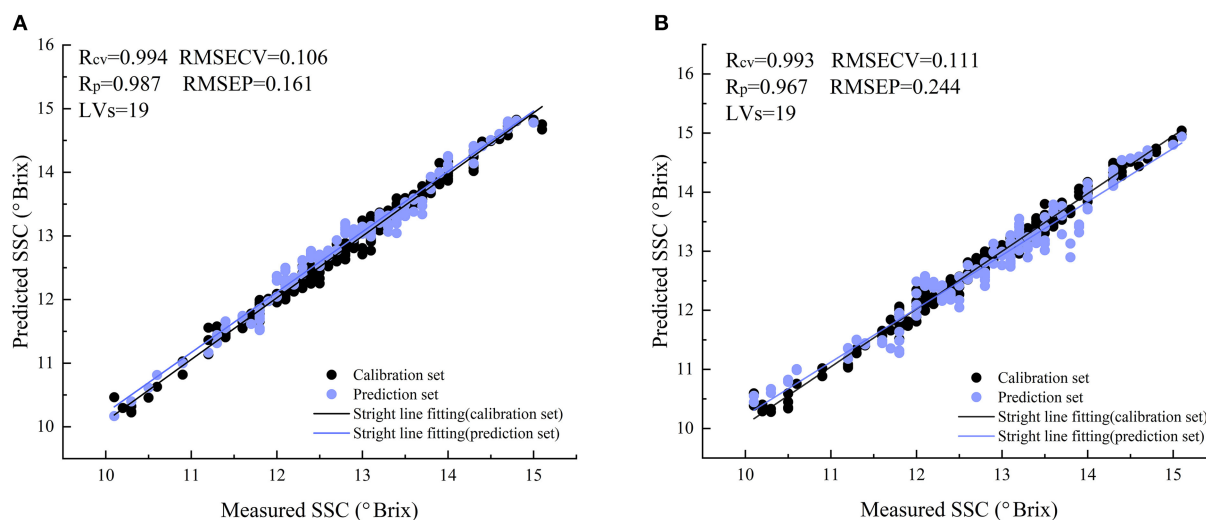 A
Rcv=0.994 RMSECV=0.106
Rp=0.987 RMSEP=0.161
LVs=19
Predicted SSC (° Brix)
16
15
14
13
12
11
10
Calibration set
Prediction set
Stright line fitting(calibration set)
Stright line fitting(prediction set)
10 11 12 13 14 15
Measured SSC (° Brix)
B
Rcv=0.993 RMSECV=0.111
Rp=0.967 RMSEP=0.244
LVs=19
Predicted SSC (° Brix)
16
15
14
13
12
11
10
Calibration set
Prediction set
Stright line fitting(calibration set)
Stright line fitting(prediction set)
10 11 12 13 14 15
Measured SSC (° Brix)